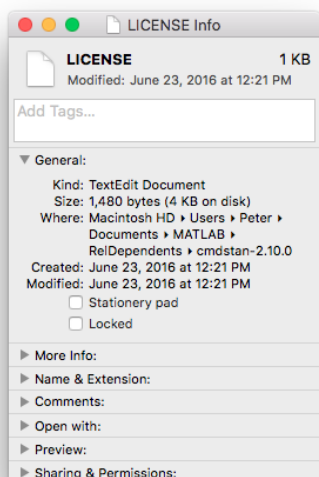 LICENSE Info
LICENSE 1 KB
Modified: June 23, 2016 at 12:21 PM
Add Tags...
General:
Kind: TextEdit Document
Size: 1,480 bytes (4 KB on disk)
Where: Macintosh HD ▸ Users ▸ Peter ▸
Documents ▸ MATLAB ▸
RelDependents ▸ cmdstan-2.10.0
Created: June 23, 2016 at 12:21 PM
Modified: June 23, 2016 at 12:21 PM
Stationery pad
Locked
More Info:
Name & Extension:
Comments:
Open with:
Preview:
Sharing & Permissions: